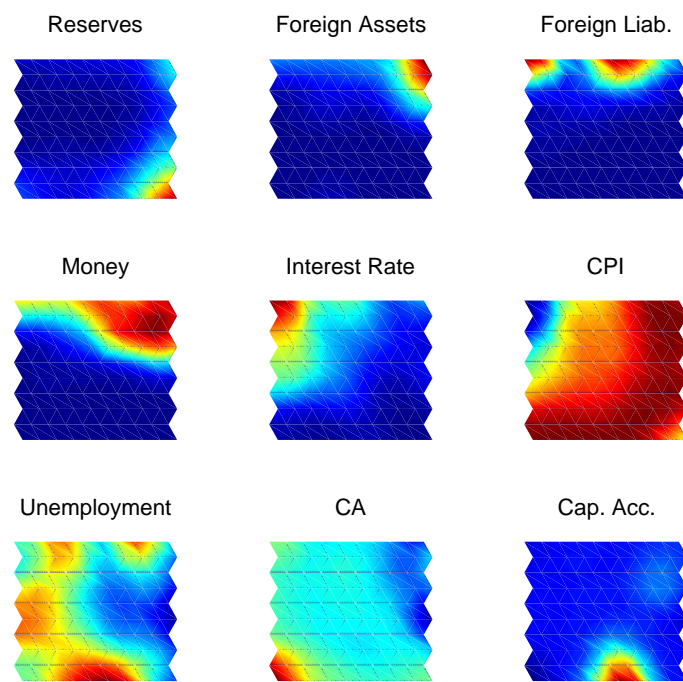 Reserves
Foreign Assets
Foreign Liab.
Money
Interest Rate
CPI
Unemployment
CA
Cap. Acc.